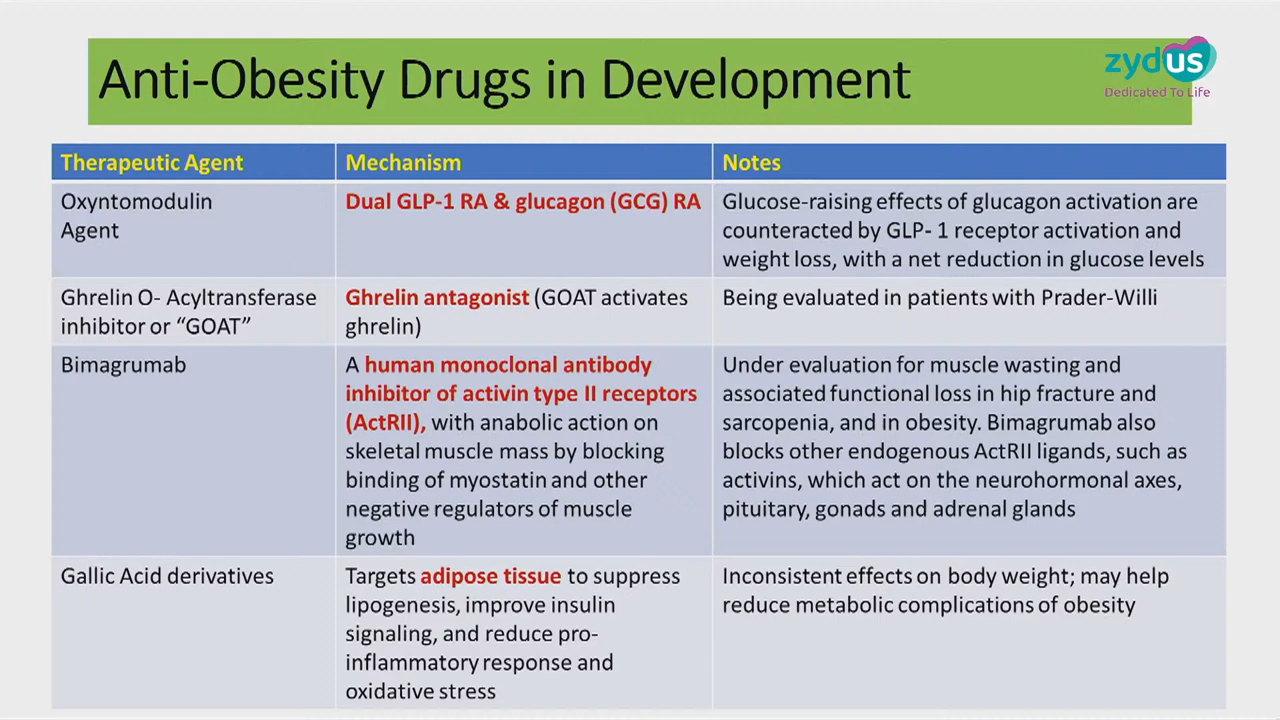 Anti-Obesity Drugs in Development
zydus
Dedicated To Life
Therapeutic Agent
Mechanism
Notes
Oxyntomodulin
Agent
Dual GLP-1 RA & glucagon (GCG) RA
Glucose-raising effects of glucagon activation are
counteracted by GLP- 1 receptor activation and
weight loss, with a net reduction in glucose levels
Ghrelin O- Acyltransferase
inhibitor or “GOAT”
Ghrelin antagonist (GOAT activates
ghrelin)
Being evaluated in patients with Prader-Willi
Bimagrumab
A human monoclonal antibody
inhibitor of activin type II receptors
(ActRII), with anabolic action on
skeletal muscle mass by blocking
binding of myostatin and other
negative regulators of muscle
growth
Under evaluation for muscle wasting and
associated functional loss in hip fracture and
sarcopenia, and in obesity. Bimagrumab also
blocks other endogenous ActRII ligands, such as
activins, which act on the neurohormonal axes,
pituitary, gonads and adrenal glands
Gallic Acid derivatives
Targets adipose tissue to suppress
lipogenesis, improve insulin
signaling, and reduce pro-
inflammatory response and
oxidative stress
Inconsistent effects on body weight; may help
reduce metabolic complications of obesity